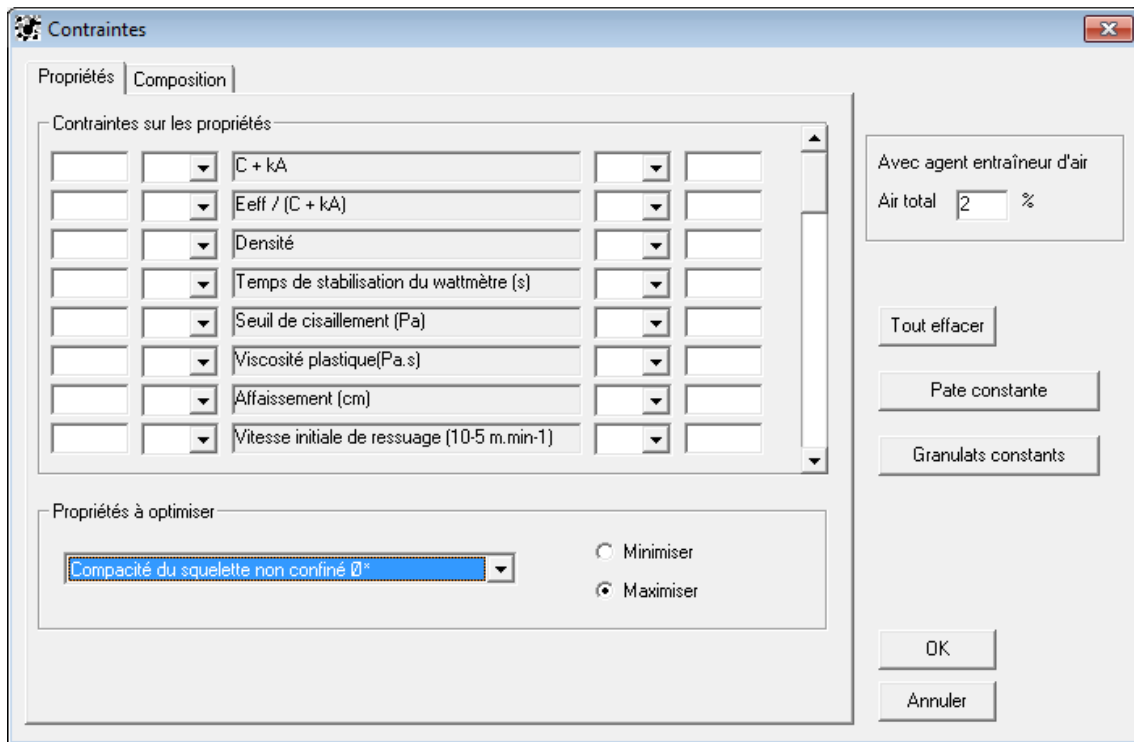 Contraintes
Propriétés
Composition
Contraintes sur les propriétés
C + kA
Eeff / (C + kA)
Densité
Temps de stabilisation du wattmètre (s)
Seuil de cisaillement (Pa)
Viscosité plastique(Pa.s)
Affaissement (cm)
Vitesse initiale de ressuage (10-5 m.min-1)
Avec agent entraîneur d'air
Air total 2 %
Tout effacer
Pate constante
Granulats constants
Propriétés à optimiser
Compacité du squelette non confiné Ø*
Minimiser
Maximiser
OK
Annuler